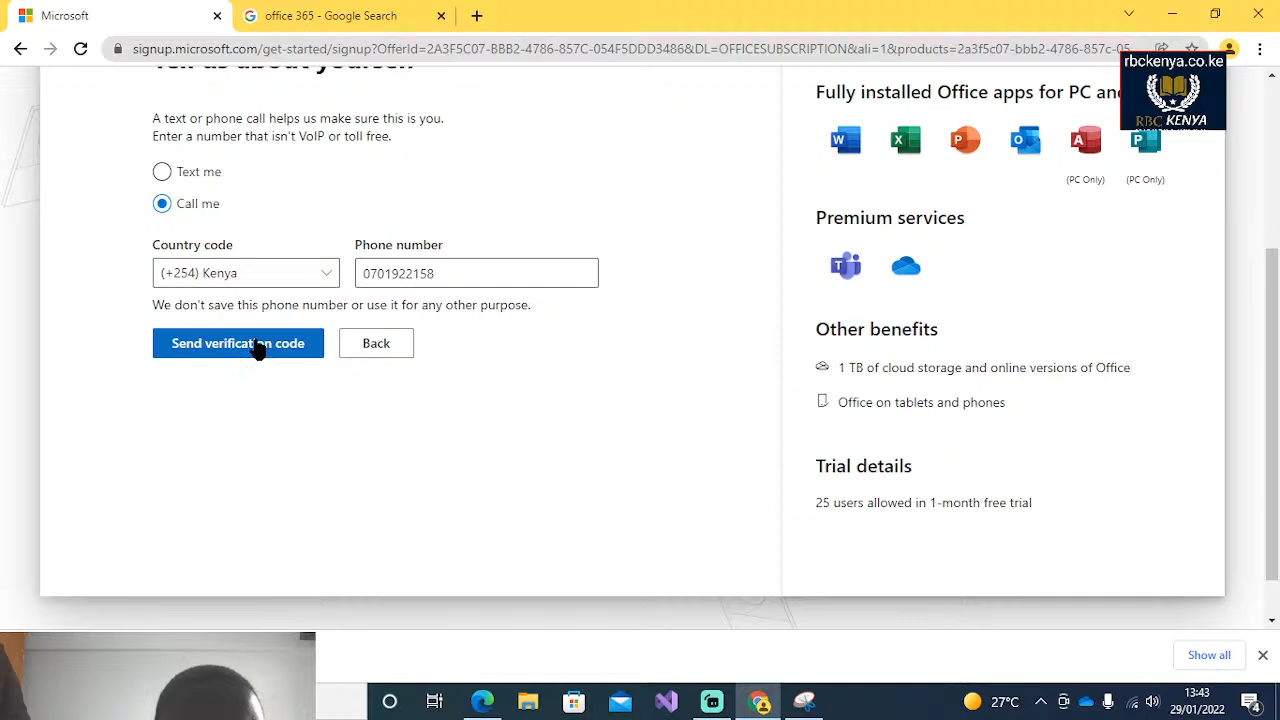 Microsoft
office 365 - Google Search
signup.microsoft.com/get-started/signup?OfferId=2A3F5C07-BBB2-4786-857C-054F5DDD3486&DL=OFFICESUBSCRIPTION&ali=1&products=2a3f5c07-bbb2-4786-857c-05
Tell us about yourself
A text or phone call helps us make sure this is you.
Enter a number that isn't VoIP or toll free.
Text me
Call me
Country code
Phone number
(+254) Kenya
0701922158
We don't save this phone number or use it for any other purpose.
Send verification code
Back
rbckenya.co.ke
RBC KENYA
Fully installed Office apps for PC and
W
X
P
O
A
P
(PC Only)
(PC Only)
Premium services
T
Other benefits
1 TB of cloud storage and online versions of Office
Office on tablets and phones
Trial details
25 users allowed in 1-month free trial
Show all
27°C
13:43
29/01/2022
4